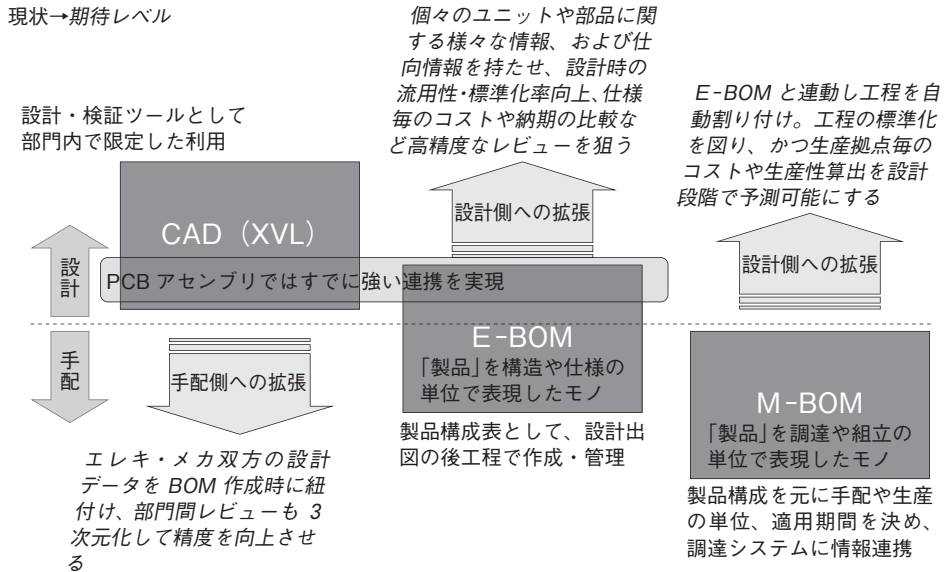 現状→期待レベル
設計・検証ツールとして
部門内で限定した利用
個々のユニットや部品に関
する様々な情報、および仕
向情報を持たせ、設計時の
流用性・標準化率向上、仕様
毎のコストや納期の比較な
ど高精度なレビューを狙う
E-BOM と連動し工程を自
動割り付け。工程の標準化
を図り、かつ生産拠点毎の
コストや生産性算出を設計
段階で予測可能にする
設計
手配
CAD（XVL）
PCB アセンブリではすでに強い連携を実現
設計側への拡張
設計側への拡張
手配側への拡張
エレキ・メカ双方の設計
データを BOM 作成時に紐
付け、部門間レビューも 3
次元化して精度を向上させ
る
E-BOM
「製品」を構造や仕様の
単位で表現したモノ
製品構成表として、設計出
図の後工程で作成・管理
M-BOM
「製品」を調達や組立の
単位で表現したモノ
製品構成を元に手配や生産
の単位、適用期間を決め、
調達システムに情報連携